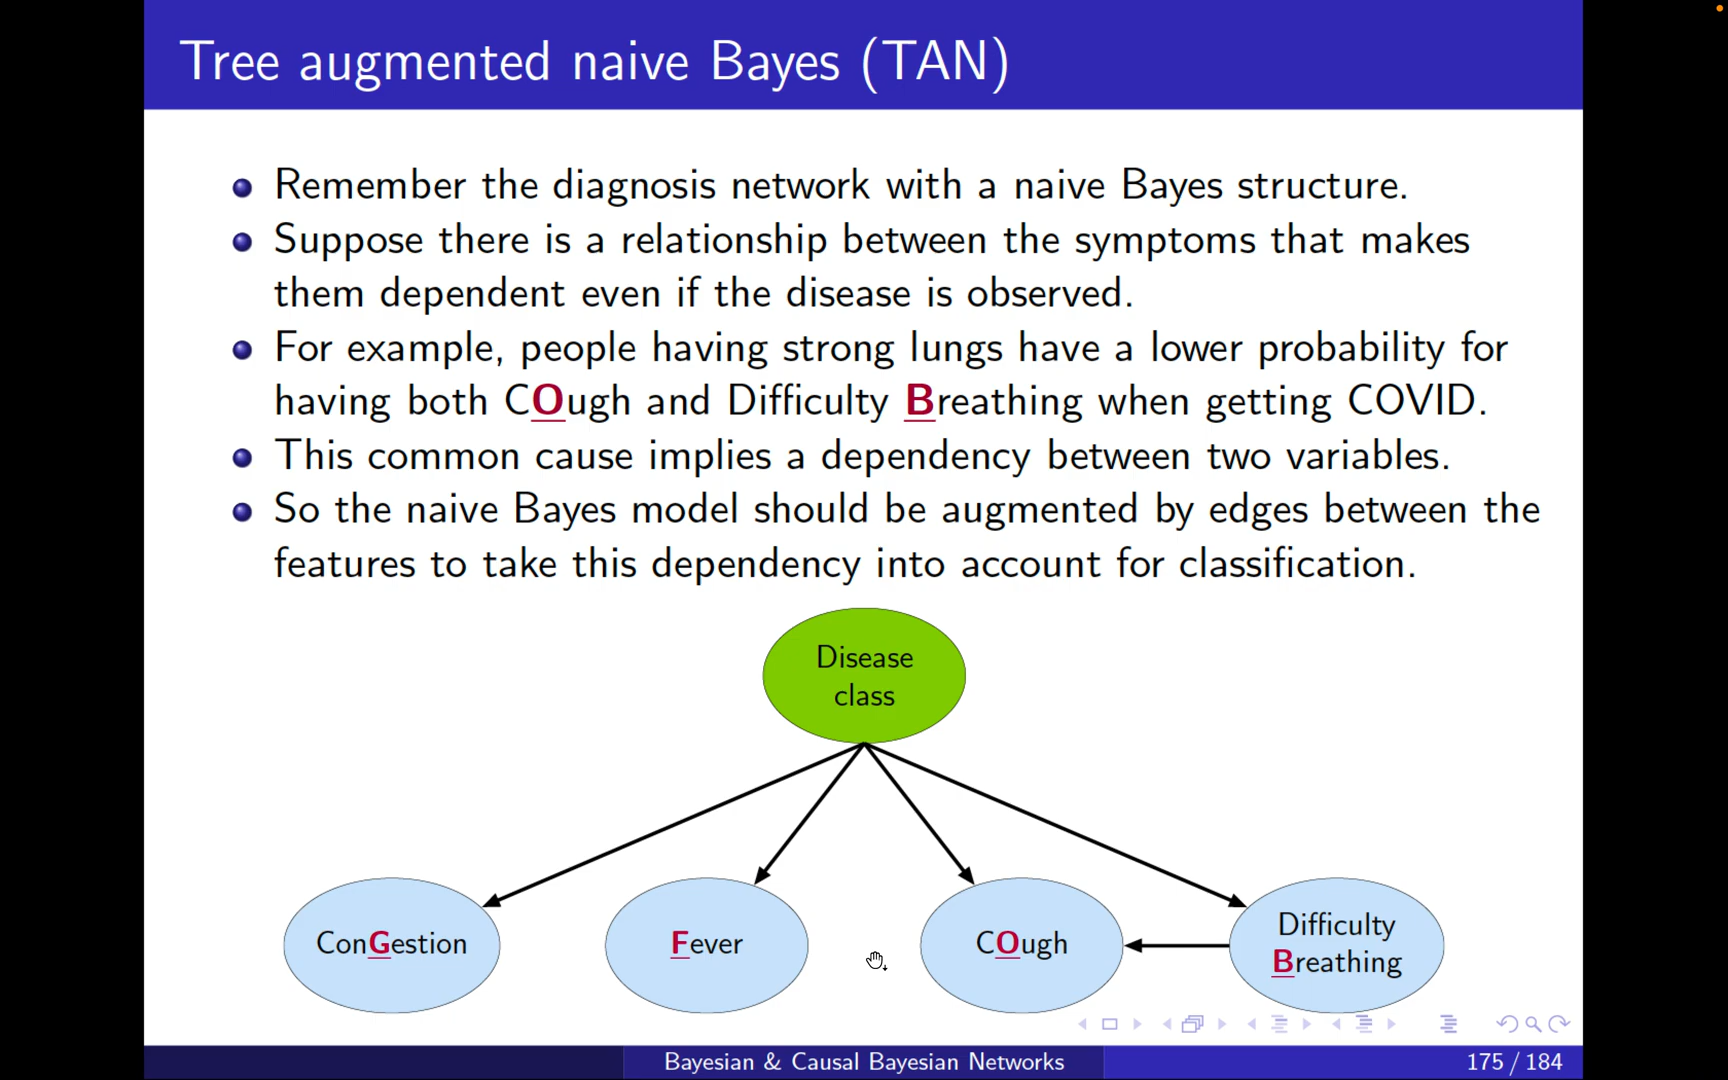 Tree augmented naive Bayes (TAN)
Remember the diagnosis network with a naive Bayes structure.
Suppose there is a relationship between the symptoms that makes
them dependent even if the disease is observed.
For example, people having strong lungs have a lower probability for
having both COugh and Difficulty Breathing when getting COVID.
This common cause implies a dependency between two variables.
So the naive Bayes model should be augmented by edges between the
features to take this dependency into account for classification.
Disease
class
ConGestion
Fever
COugh
Difficulty
Breathing
Bayesian & Causal Bayesian Networks
175 / 184